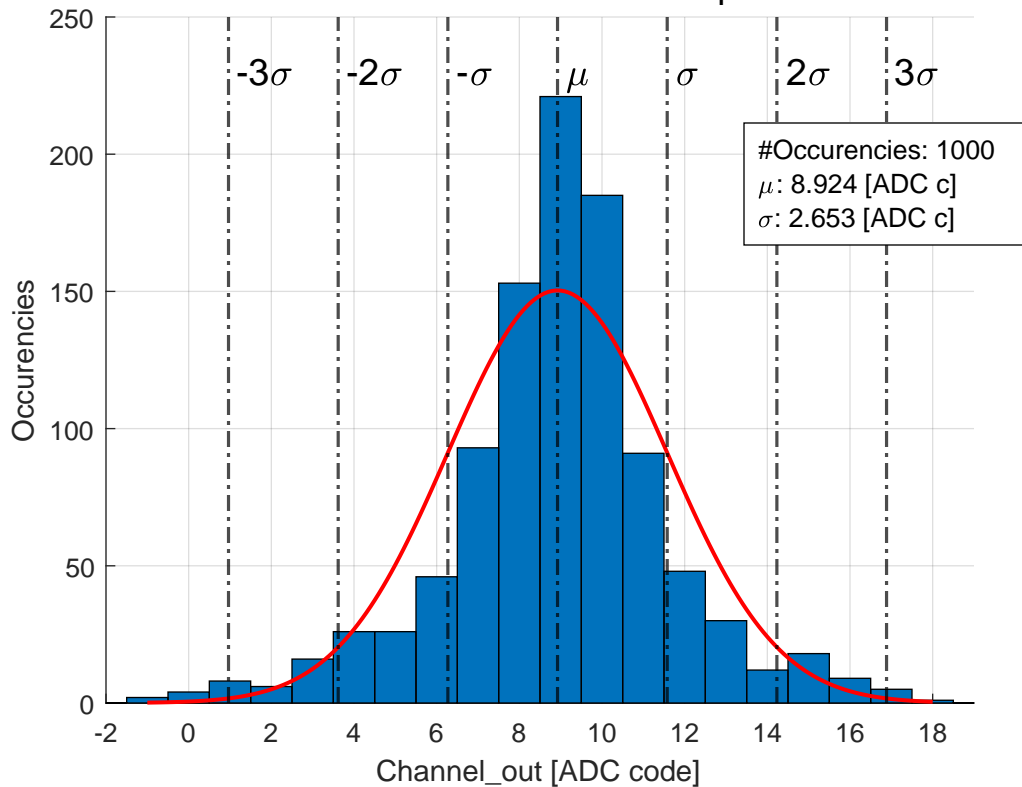 250
200
150
100
50
0
-3σ
-2σ
-σ
μ
σ
2σ
3σ
#Occurencies: 1000
μ: 8.924 [ADC c]
σ: 2.653 [ADC c]
Occurencies
-2
0
2
4
6
8
10
12
14
16
18
Channel_out [ADC code]